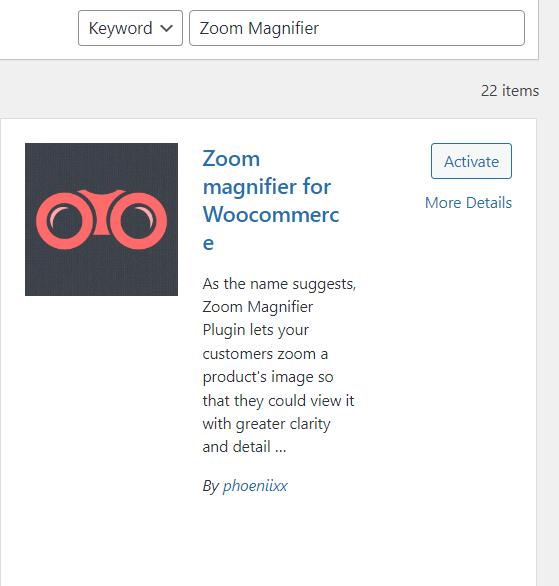 Keyword
Zoom Magnifier
22 items
Zoom
magnifier for
Woocommerc
e
Activate
More Details
As the name suggests,
Zoom Magnifier
Plugin lets your
customers zoom a
product's image so
that they could view it
with greater clarity
and detail ...
By phoeniixx